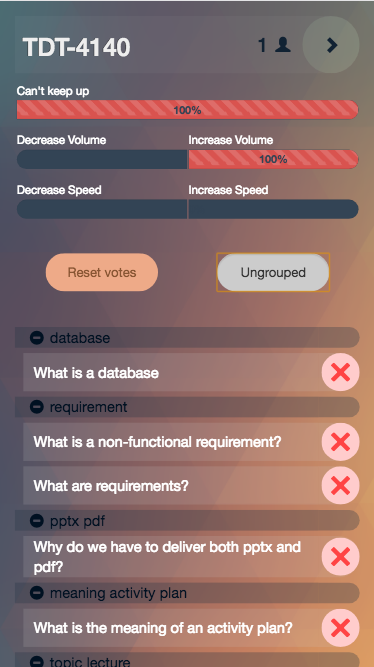 TDT-4140
1
Can't keep up
100%
Decrease Volume
Increase Volume
100%
Decrease Speed
Increase Speed
Reset votes
Ungrouped
database
What is a database
requirement
What is a non-functional requirement?
What are requirements?
pptx pdf
Why do we have to deliver both pptx and
pdf?
meaning activity plan
What is the meaning of an activity plan?
topic lecture